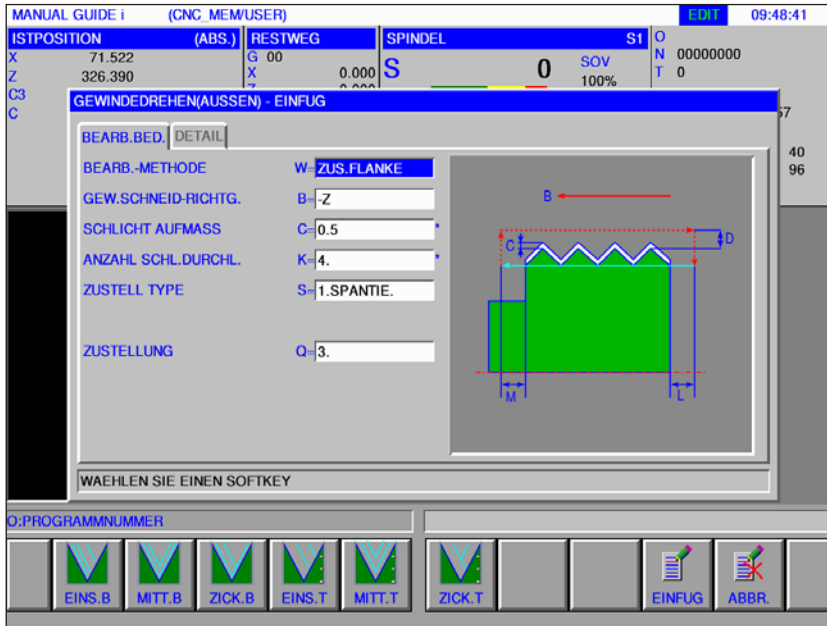 MANUAL GUIDE i (CNC_MEM/USER) EDIT 09:48:41
ISTPOSITION (ABS.) RESTWEG SPINDEL S1 O
X 71.522 G 00 S 0 SOV N 00000000
Z 326.390 X 0.000 100% T 0
C3
C
40
96
GEWINDEDREHEN(AUSSEN) - EINFUG
BEARB.BED. DETAIL
BEARB.-METHODE W= ZUS.FLANKE
GEW.SCHNEID-RICHTG. B= -Z
SCHLICHT AUFMASS C= 0.5 *
ANZAHL SCHL.DURCHL. K= 4. *
ZUSTELL TYPE S= 1.SPANTIE.
ZUSTELLUNG Q= 3.
B
C
D
M
L
WAEHLEN SIE EINEN SOFTKEY
O:PROGRAMMNUMMER
EINS.B MITT.B ZICK.B EINS.T MITT.T ZICK.T EINFUG ABBR.